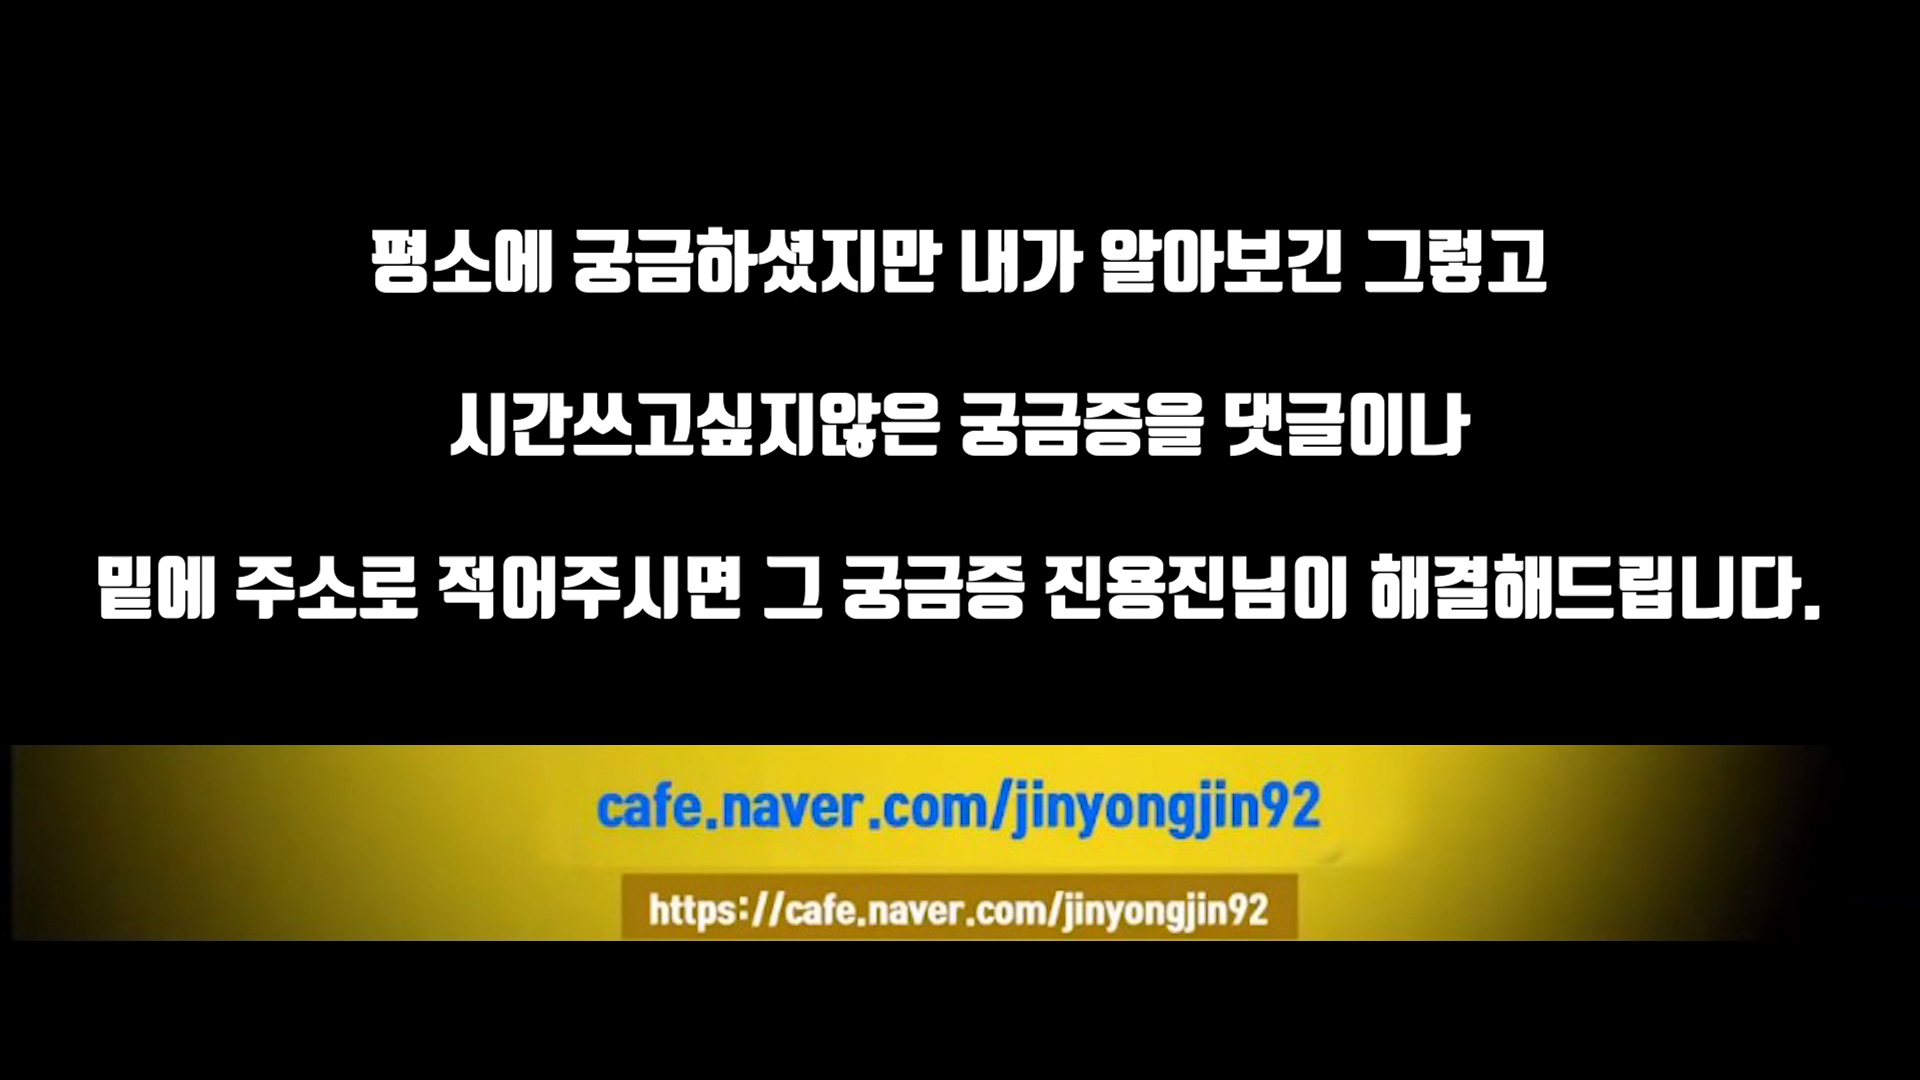 평소에 궁금하셨지만 내가 알아보긴 그렇고
시간쓰고싶지않은 궁금증을 댓글이나
밑에 주소로 적어주시면 그 궁금증 진용진님이 해결해드립니다.
cafe.naver.com/jinyongjin92
https://cafe.naver.com/jinyongjin92